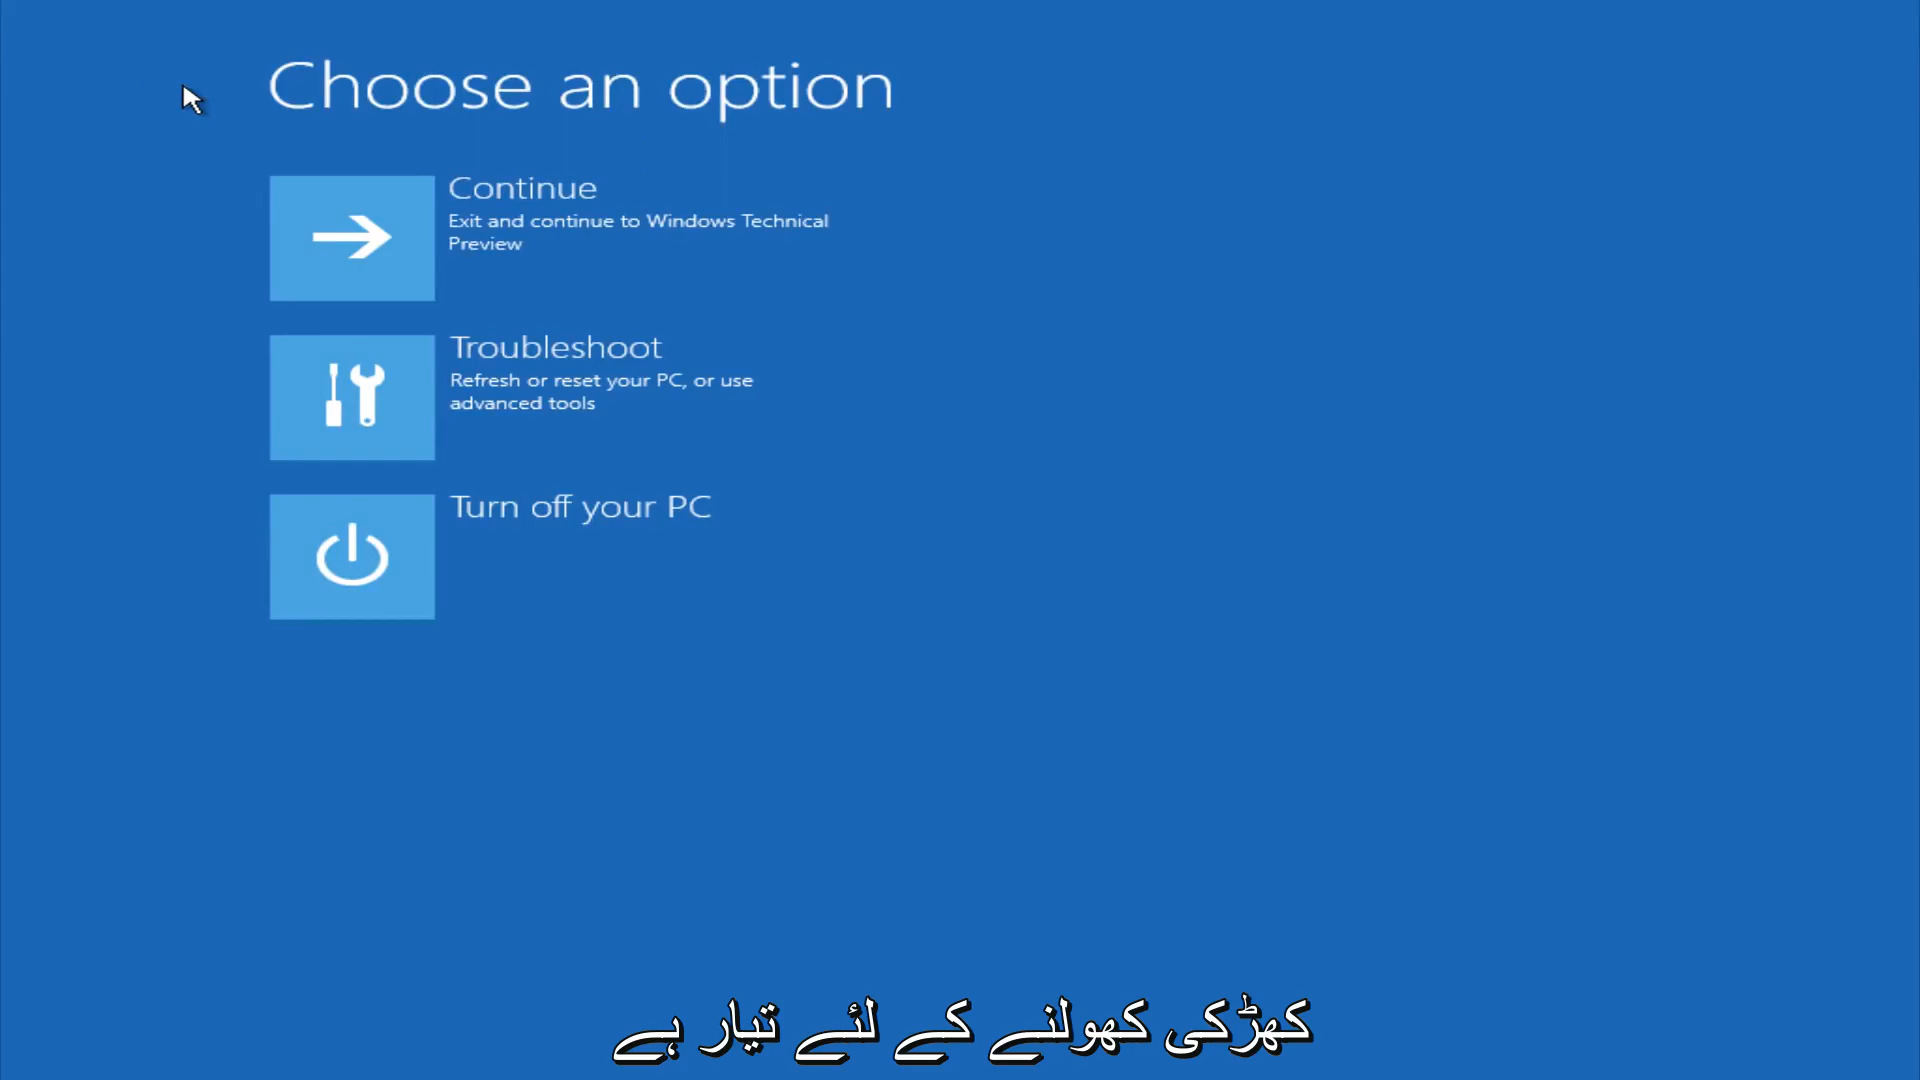 Choose an option
Continue
Exit and continue to Windows Technical
Preview
Troubleshoot
Refresh or reset your PC, or use
advanced tools
Turn off your PC
کھڑکی کھولنے کے لئے تیار ہے